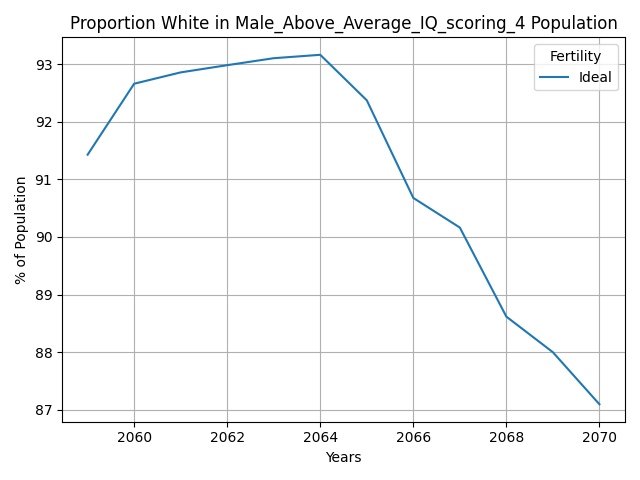 Proportion White in Male_Above_Average_IQ_scoring_4 Population
Fertility
Ideal
93
92
91
90
89
88
87
% of Population
2060 2062 2064 2066 2068 2070
Years